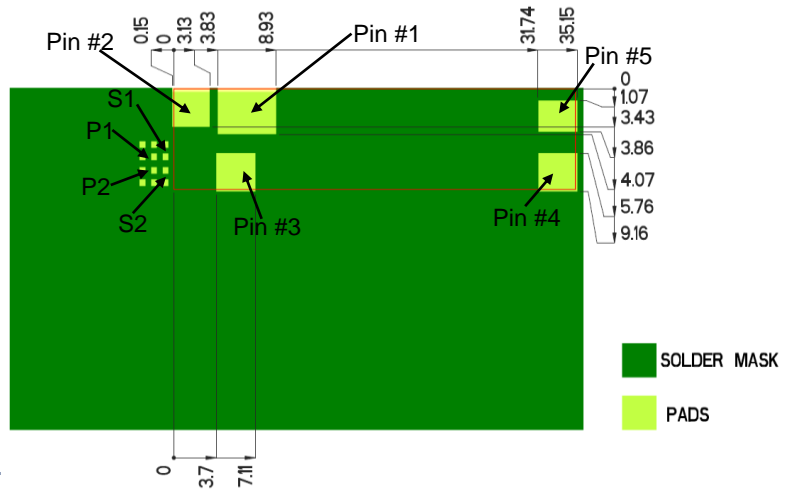 0.15
0
3.13
3.83
8.93
31.74
35.15
Pin #2
Pin #1
Pin #5
0
1.07
3.43
3.86
4.07
5.76
9.16
S1
P1
P2
S2
Pin #3
Pin #4
SOLDER MASK
PADS
0
3.7
7.11